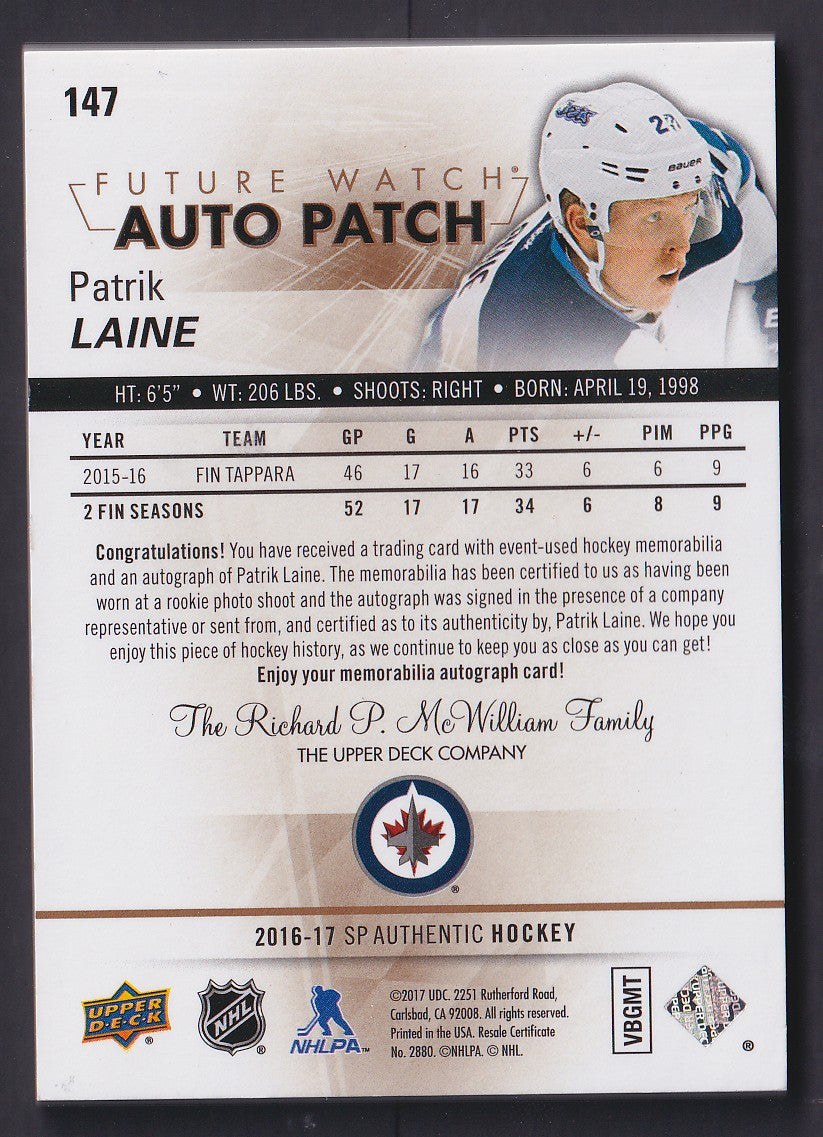 147
FUTURE WATCH®
AUTO PATCH
Patrik
LAINE
HT: 6'5" • WT: 206 LBS. • SHOOTS: RIGHT • BORN: APRIL 19, 1998
YEAR TEAM GP G A PTS +/- PIM PPG
2015-16 FIN TAPPARA 46 17 16 33 6 6 9
2 FIN SEASONS 52 17 17 34 6 8 9
Congratulations! You have received a trading card with event-used hockey memorabilia
and an autograph of Patrik Laine. The memorabilia has been certified to us as having been
worn at a rookie photo shoot and the autograph was signed in the presence of a company
representative or sent from, and certified as to its authenticity by, Patrik Laine. We hope you
enjoy this piece of hockey history, as we continue to keep you as close as you can get!
Enjoy your memorabilia autograph card!
The Richard P. McWilliam Family
THE UPPER DECK COMPANY
®
2016-17 SP AUTHENTIC HOCKEY
UPPER DECK ®
NHL ®
NHLPA™
©2017 UDC. 2251 Rutherford Road,
Carlsbad, CA 92008. All rights reserved.
Printed in the USA. Resale Certificate
No. 2880. ©NHLPA. © NHL.
VBGMT
®
BAUER